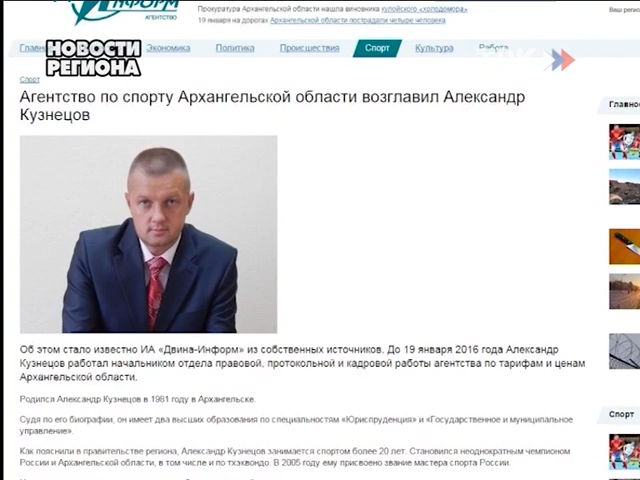 ИНФОРМ
АГЕНТСТВО
Прокуратура Архангельской области нашла виновника кулойского «холодомора»
19 января на дорогах Архангельской области пострадали четыре человека
Ваш реги
НОВОСТИ
РЕГИОНА
Главн
Экономика
Политика
Происшествия
Спорт
Культура
Работа
Спорт
Агентство по спорту Архангельской области возглавил Александр
Кузнецов
Главное
Об этом стало известно ИА «Двина-Информ» из собственных источников. До 19 января 2016 года Александр
Кузнецов работал начальником отдела правовой, протокольной и кадровой работы агентства по тарифам и ценам
Архангельской области.
Родился Александр Кузнецов в 1981 году в Архангельске.
Судя по его биографии, он имеет два высших образования по специальностям «Юриспруденция» и «Государственное и муниципальное
управление».
Как пояснили в правительстве региона, Александр Кузнецов занимается спортом более 20 лет. Становился неоднократным чемпионом
России и Архангельской области, в том числе и по тхэквондо. В 2005 году ему присвоено звание мастера спорта России.
Спорт